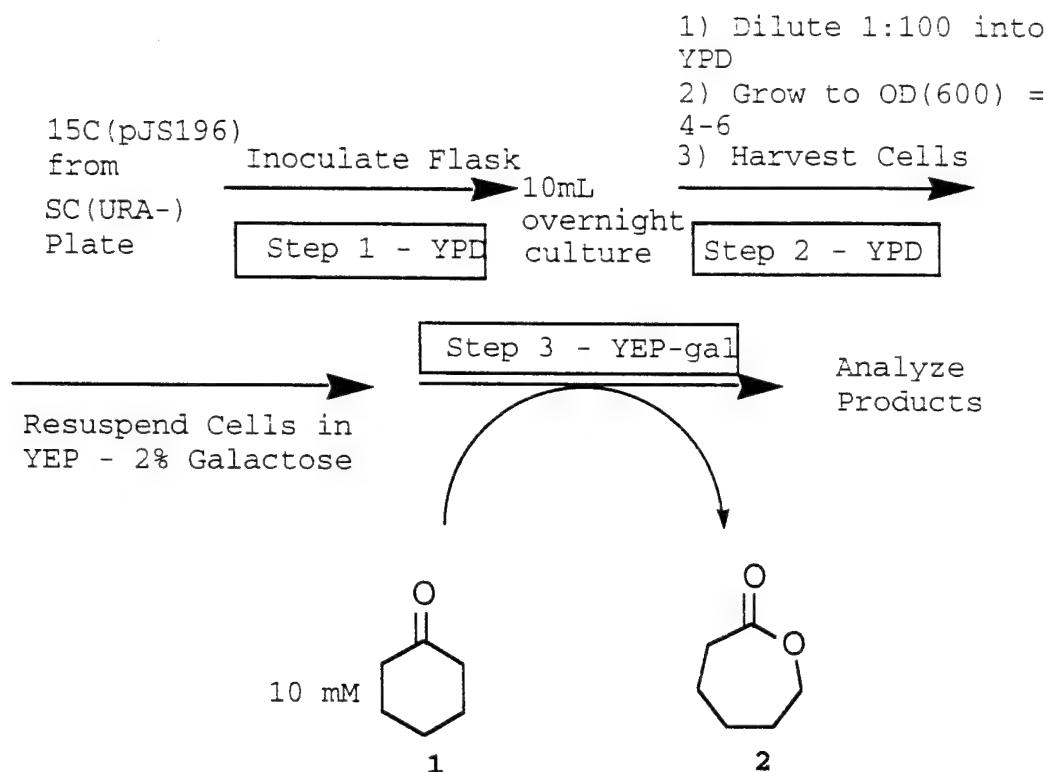 1) Dilute 1:100 into
YPD
2) Grow to OD(600) =
4-6
3) Harvest Cells
15C(pJS196)
from
SC(URA-)
Plate
Inoculate Flask
Step 1 - YPD
10mL
overnight
culture
Step 2 - YPD
Resuspend Cells in
YEP - 2% Galactose
Step 3 - YEP-gal
Analyze
Products
O
10 mM
1
O
O
2